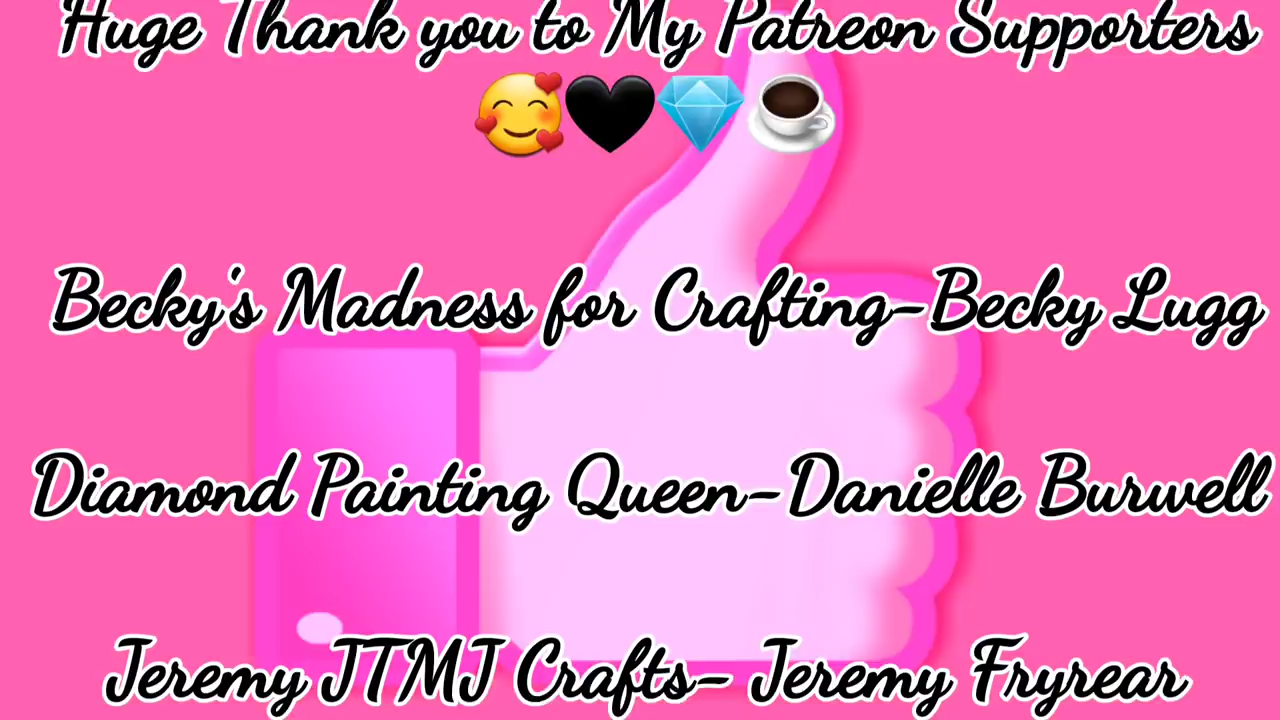 Huge Thank you to My Patreon Supporters
🥰🖤💎☕
Becky's Madness for Crafting-Becky Lugg
Diamond Painting Queen-Danielle Burwell
Jeremy JTMJ Crafts- Jeremy Fryrear